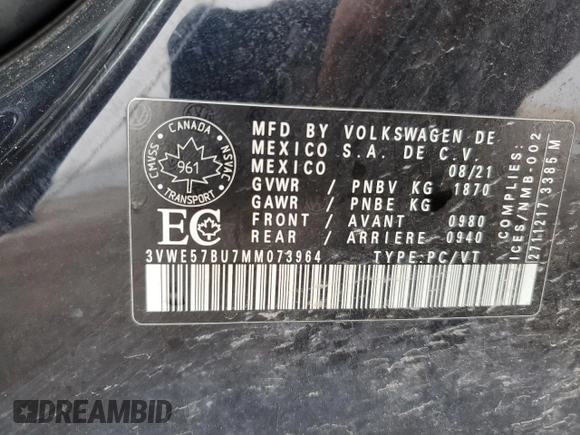 CANADA
CMVSS
961
NSVAC
TRANSPORT
EC
MFD BY VOLKSWAGEN DE
MEXICO S.A. DE C.V.
MEXICO 08/21
GVWR / PNBV KG 1870
GAWR / PNBE KG
FRONT / AVANT 0980
REAR / ARRIERE 0940
3VWE57BU7MM073964 TYPE:PC/VT
COMPLIES:
ICES/NMB-002
(2711217 3885 M
DREAMBID